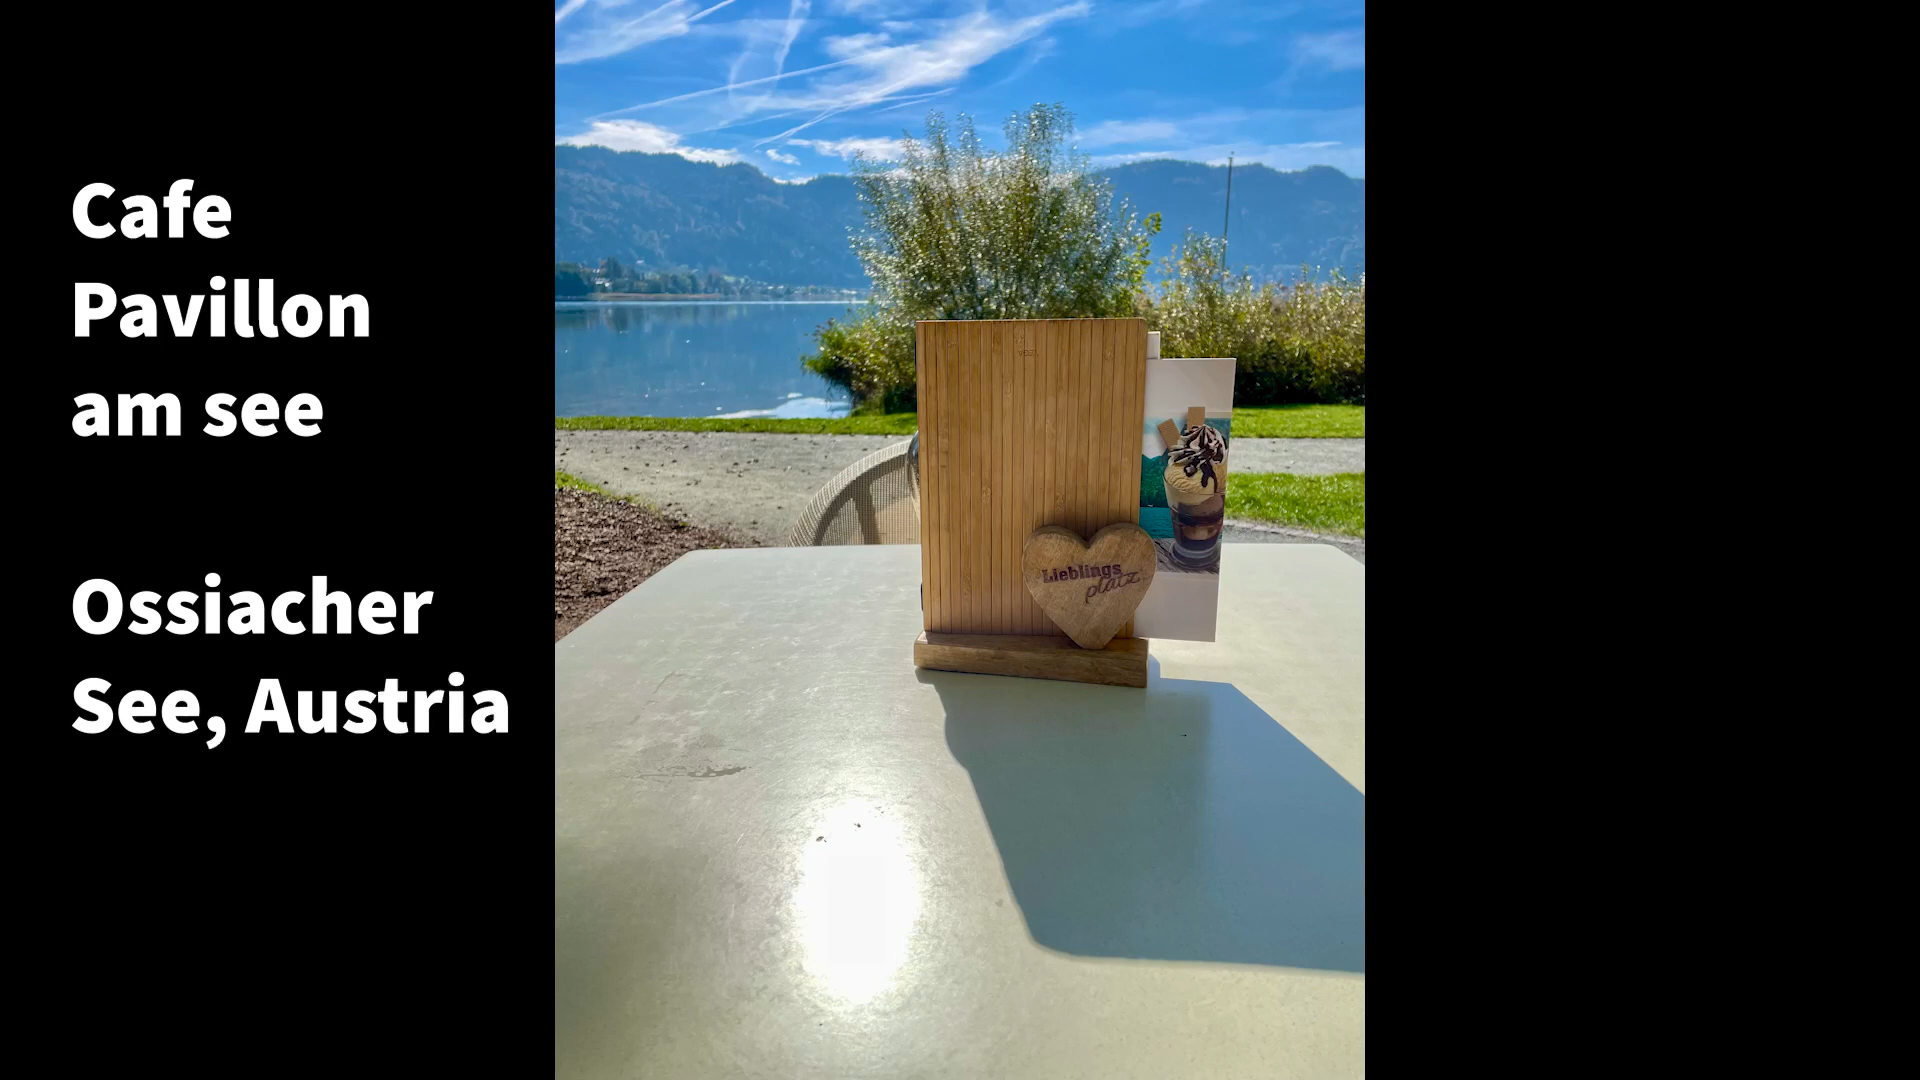 Cafe
Pavillon
am see
Ossiacher
See, Austria
Lieblings
platz